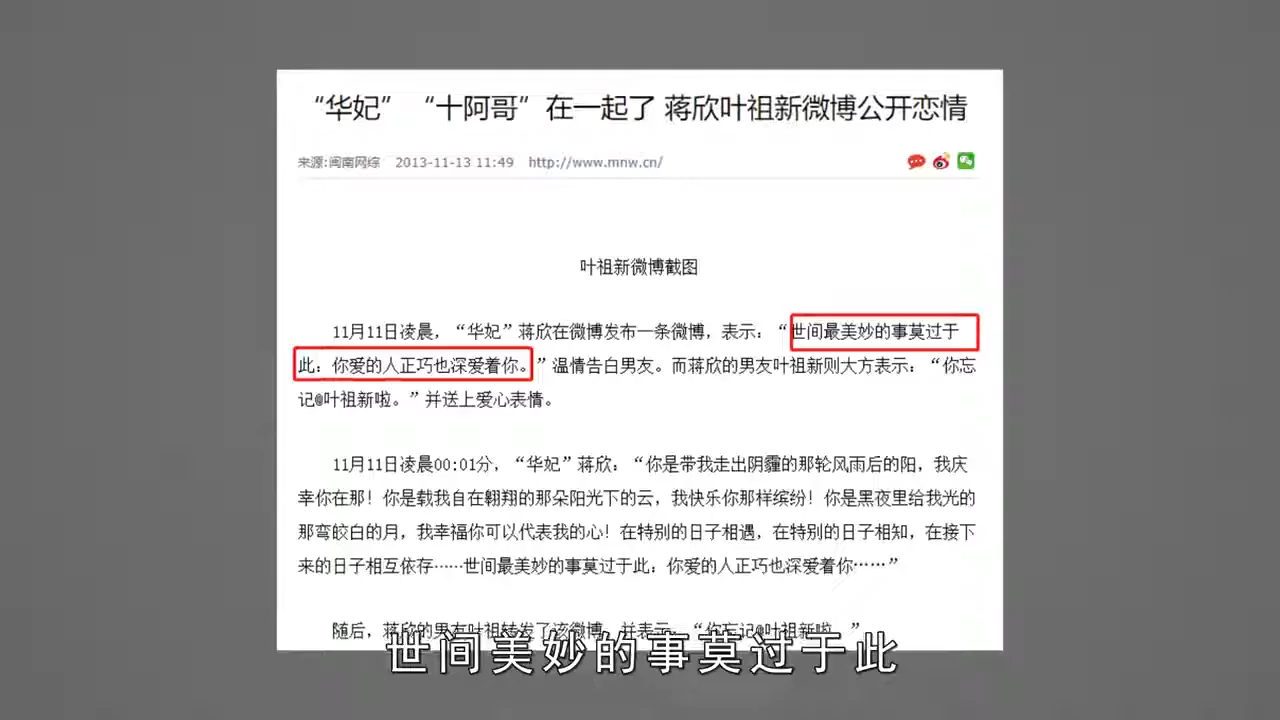 “华妃” “十阿哥” 在一起了 蒋欣叶祖新微博公开恋情
来源:闽南网综 2013-11-13 11:49 http://www.mnw.cn/
叶祖新微博截图
11月11日凌晨，“华妃”蒋欣在微博发布一条微博，表示：“世间最美妙的事莫过于
此：你爱的人正巧也深爱着你。”温情告白男友。而蒋欣的男友叶祖新则大方表示：“你忘
记@叶祖新啦。”并送上爱心表情。
11月11日凌晨00:01分，“华妃”蒋欣：“你是带我走出阴霾的那轮风雨后的阳，我庆
幸你在那！你是载我自在翱翔的那朵阳光下的云，我快乐你那样缤纷！你是黑夜里给我光的
那弯皎白的月，我幸福你可以代表我的心！在特别的日子相遇，在特别的日子相知，在接下
来的日子相互依存……世间最美妙的事莫过于此：你爱的人正巧也深爱着你……”
随后，蒋欣的男友叶祖转发了该微博，并表示：“你忘记@叶祖新啦。”
世间美妙的事莫过于此